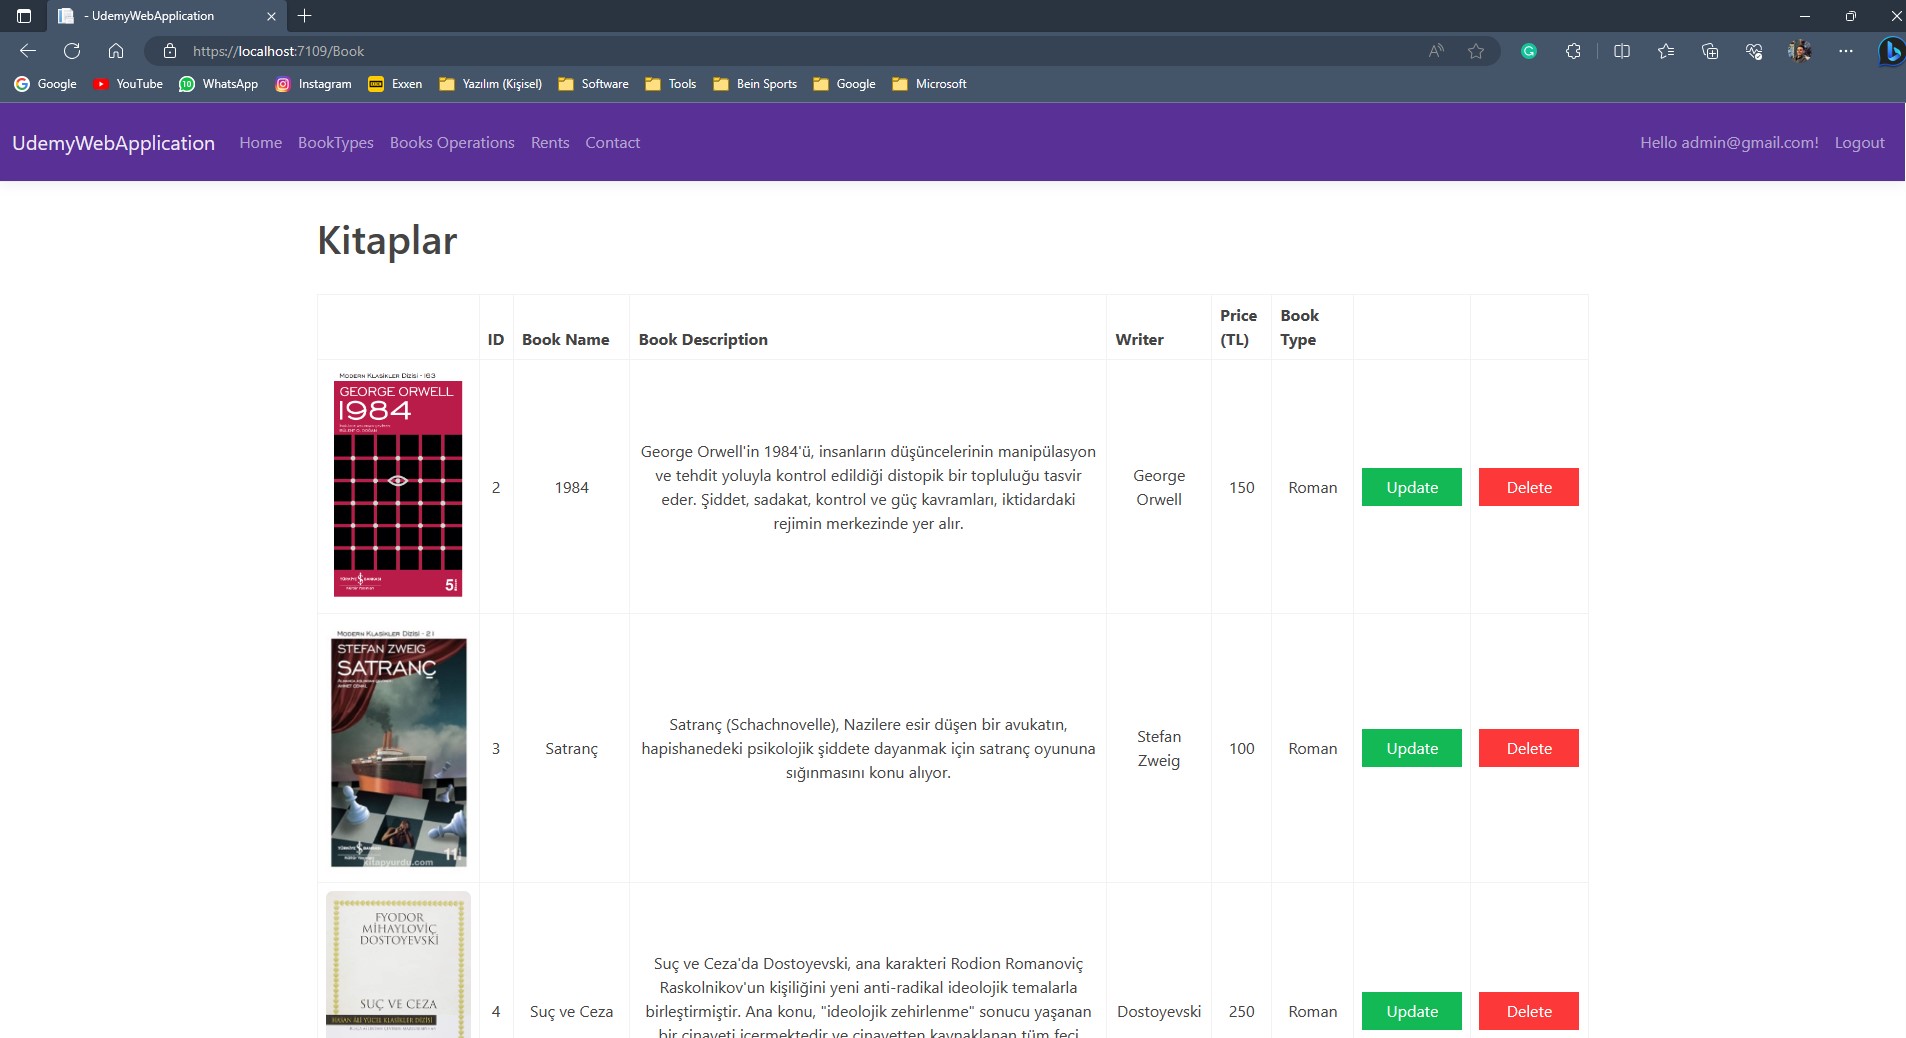 - UdemyWebApplication
https://localhost:7109/Book
Google YouTube WhatsApp Instagram Exxen Yazılım (Kişisel) Software Tools Bein Sports Google Microsoft
UdemyWebApplication Home BookTypes Books Operations Rents Contact Hello admin@gmail.com! Logout
Kitaplar
ID Book Name Book Description Writer Price (TL) Book Type
MODERN KLASİKLER DİZİSİ - 163
GEORGE ORWELL
1984
5
2
1984
George Orwell'in 1984'ü, insanların düşüncelerinin manipülasyon
ve tehdit yoluyla kontrol edildiği distopik bir topluluğu tasvir
eder. Şiddet, sadakat, kontrol ve güç kavramları, iktidardaki
rejimin merkezinde yer alır.
George
Orwell
150
Roman
Update
Delete
MODERN KLASİKLER DİZİSİ - 21
STEFAN ZWEIG
SATRANÇ
11
kitapyurdu.com
3
Satranç
Satranç (Schachnovelle), Nazilere esir düşen bir avukatın,
hapishanedeki psikolojik şiddete dayanmak için satranç oyununa
sığınmasını konu alıyor.
Stefan
Zweig
100
Roman
Update
Delete
FYODOR
MİHAYLOVİÇ
DOSTOYEVSKİ
SUÇ VE CEZA
HASAN ÂLİ YÜCEL KLASİKLER DİZİSİ
4
Suç ve Ceza
Suç ve Ceza'da Dostoyevski, ana karakteri Rodion Romanoviç
Raskolnikov'un kişiliğini yeni anti-radikal ideolojik temalarla
birleştirmiştir. Ana konu, "ideolojik zehirlenme" sonucu yaşanan
bir cinayeti içermektedir ve cinayetten kaynaklanan tüm feci
Dostoyevski
250
Roman
Update
Delete